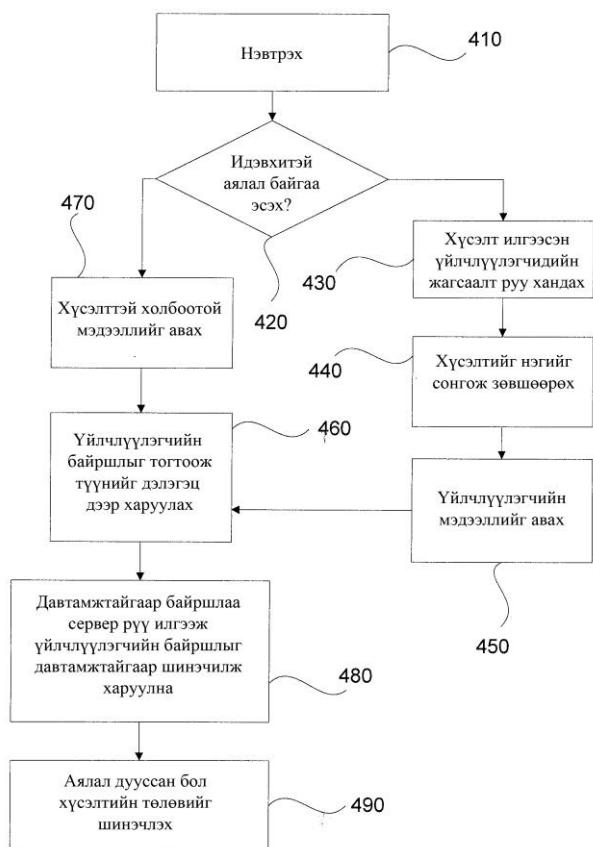 Нэвтрэх
410
Идэвхитэй
аялал байгаа
эсэх?
420
470
Хүсэлттэй холбоотой
мэдээллийг авах
Хүсэлт илгээсэн
үйлчлүүлэгчидийн
жагсаалт руу хандах
430
440
Хүсэлтийг нэгийг
сонгож зөвшөөрөх
Үйлчлүүлэгчийн
байршлыг тогтоож
түүнийг дэлэгэц
дээр харуулах
460
Үйлчлүүлэгчийн
мэдээллийг авах
450
Давтамжтайгаар байршлаа
сервер рүү илгээж
үйлчлүүлэгчийн байршлыг
давтамжтайгаар шинэчилж
харуулна
480
Аялал дууссан бол
хүсэлтийн төлөвийг
шинэчлэх
490